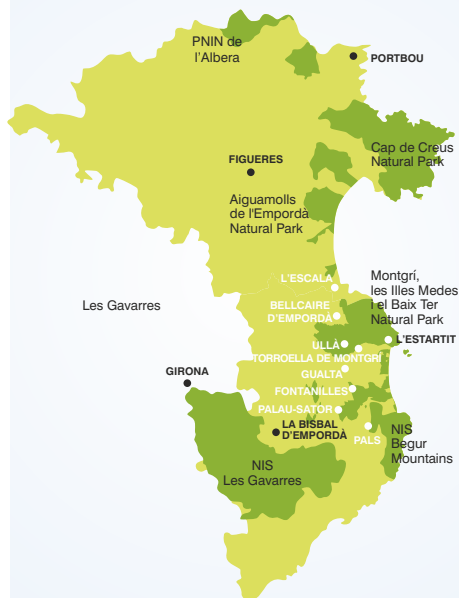 PNIN de
l'Albera
PORTBOU
Cap de Creus
Natural Park
FIGUERES
Aiguamolls
de l'Empordà
Natural Park
L'ESCALA
Montgrí,
les Illes Medes
i el Baix Ter
Natural Park
Les Gavarres
BELLCAIRE
D'EMPORDÀ
L'ESTARTIT
ULLÀ
TORROELLA DE MONTGRÍ
GUALTA
GIRONA
FONTANILLES
PALAU-SATOR
LA BISBAL
D'EMPORDÀ
PALS
NIS
Begur
Mountains
NIS
Les Gavarres